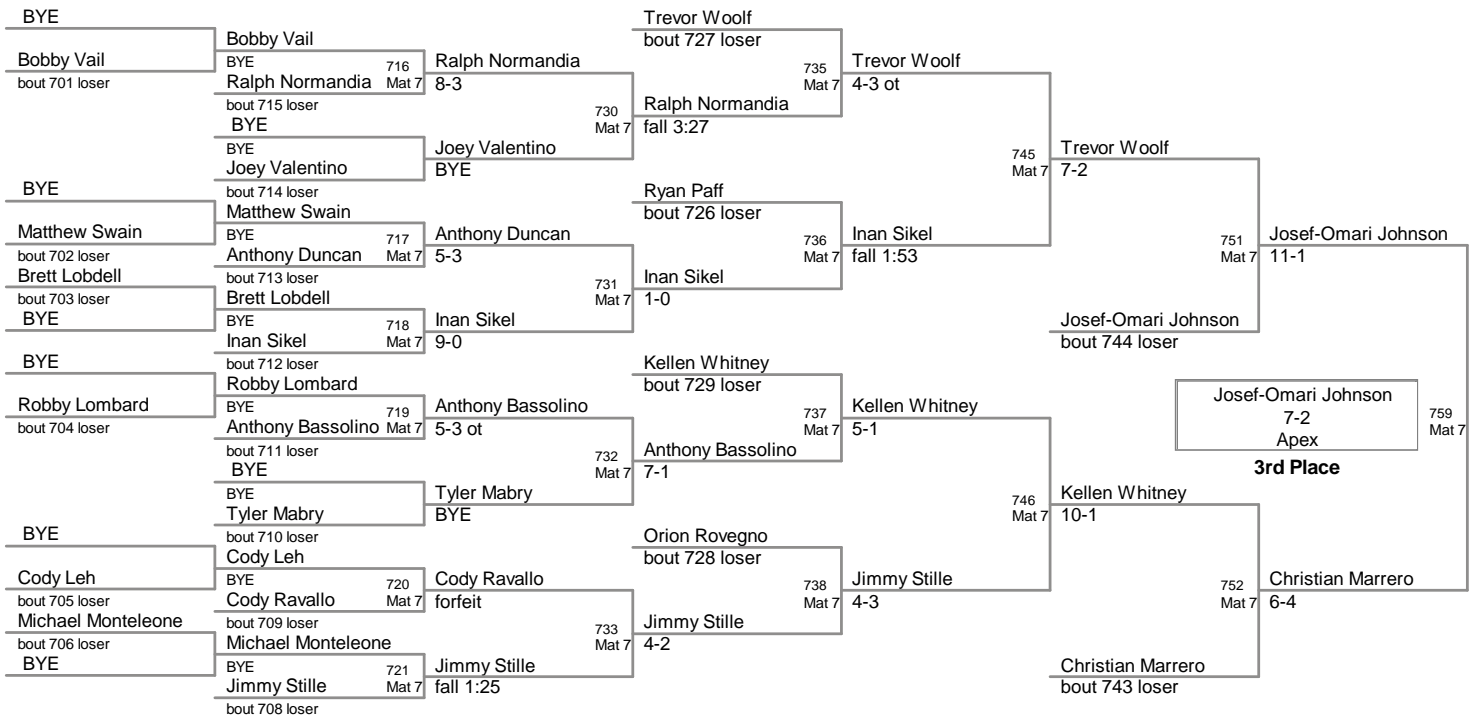 BYE
Bobby Vail
bout 701 loser
BYE
Matthew Swain
bout 702 loser
Brett Lobdell
bout 703 loser
BYE
BYE
Robby Lombard
bout 704 loser
BYE
Cody Leh
bout 705 loser
Michael Monteleone
bout 706 loser
BYE
Bobby Vail
BYE
716
Ralph Normandia
Mat 7
bout 715 loser
BYE
BYE
Joey Valentino
bout 714 loser
Matthew Swain
BYE
717
Anthony Duncan
Mat 7
bout 713 loser
Brett Lobdell
BYE
718
Inan Sikel
Mat 7
bout 712 loser
Robby Lombard
BYE
719
Anthony Bassolino
Mat 7
bout 711 loser
BYE
BYE
Tyler Mabry
bout 710 loser
Cody Leh
BYE
720
Cody Ravallo
Mat 7
bout 709 loser
Michael Monteleone
BYE
721
Jimmy Stille
Mat 7
bout 708 loser
Ralph Normandia
8-3
730
Mat 7
Joey Valentino
BYE
Anthony Duncan
5-3
731
Mat 7
Inan Sikel
9-0
Anthony Bassolino
5-3 ot
732
Mat 7
Tyler Mabry
BYE
Cody Ravallo
forfeit
733
Mat 7
Jimmy Stille
fall 1:25
Trevor Woolf
bout 727 loser
735
Mat 7
Ralph Normandia
fall 3:27
Ryan Paff
bout 726 loser
736
Mat 7
Inan Sikel
1-0
Kellen Whitney
bout 729 loser
737
Mat 7
Anthony Bassolino
7-1
Orion Rovegno
bout 728 loser
738
Mat 7
Jimmy Stille
4-2
Trevor Woolf
4-3 ot
745
Mat 7
Inan Sikel
fall 1:53
Kellen Whitney
5-1
746
Mat 7
Jimmy Stille
4-3
Trevor Woolf
7-2
751
Mat 7
Josef-Omari Johnson
bout 744 loser
Kellen Whitney
10-1
752
Mat 7
Christian Marrero
bout 743 loser
Josef-Omari Johnson
11-1
Josef-Omari Johnson
7-2
Apex
3rd Place
759
Mat 7
Christian Marrero
6-4